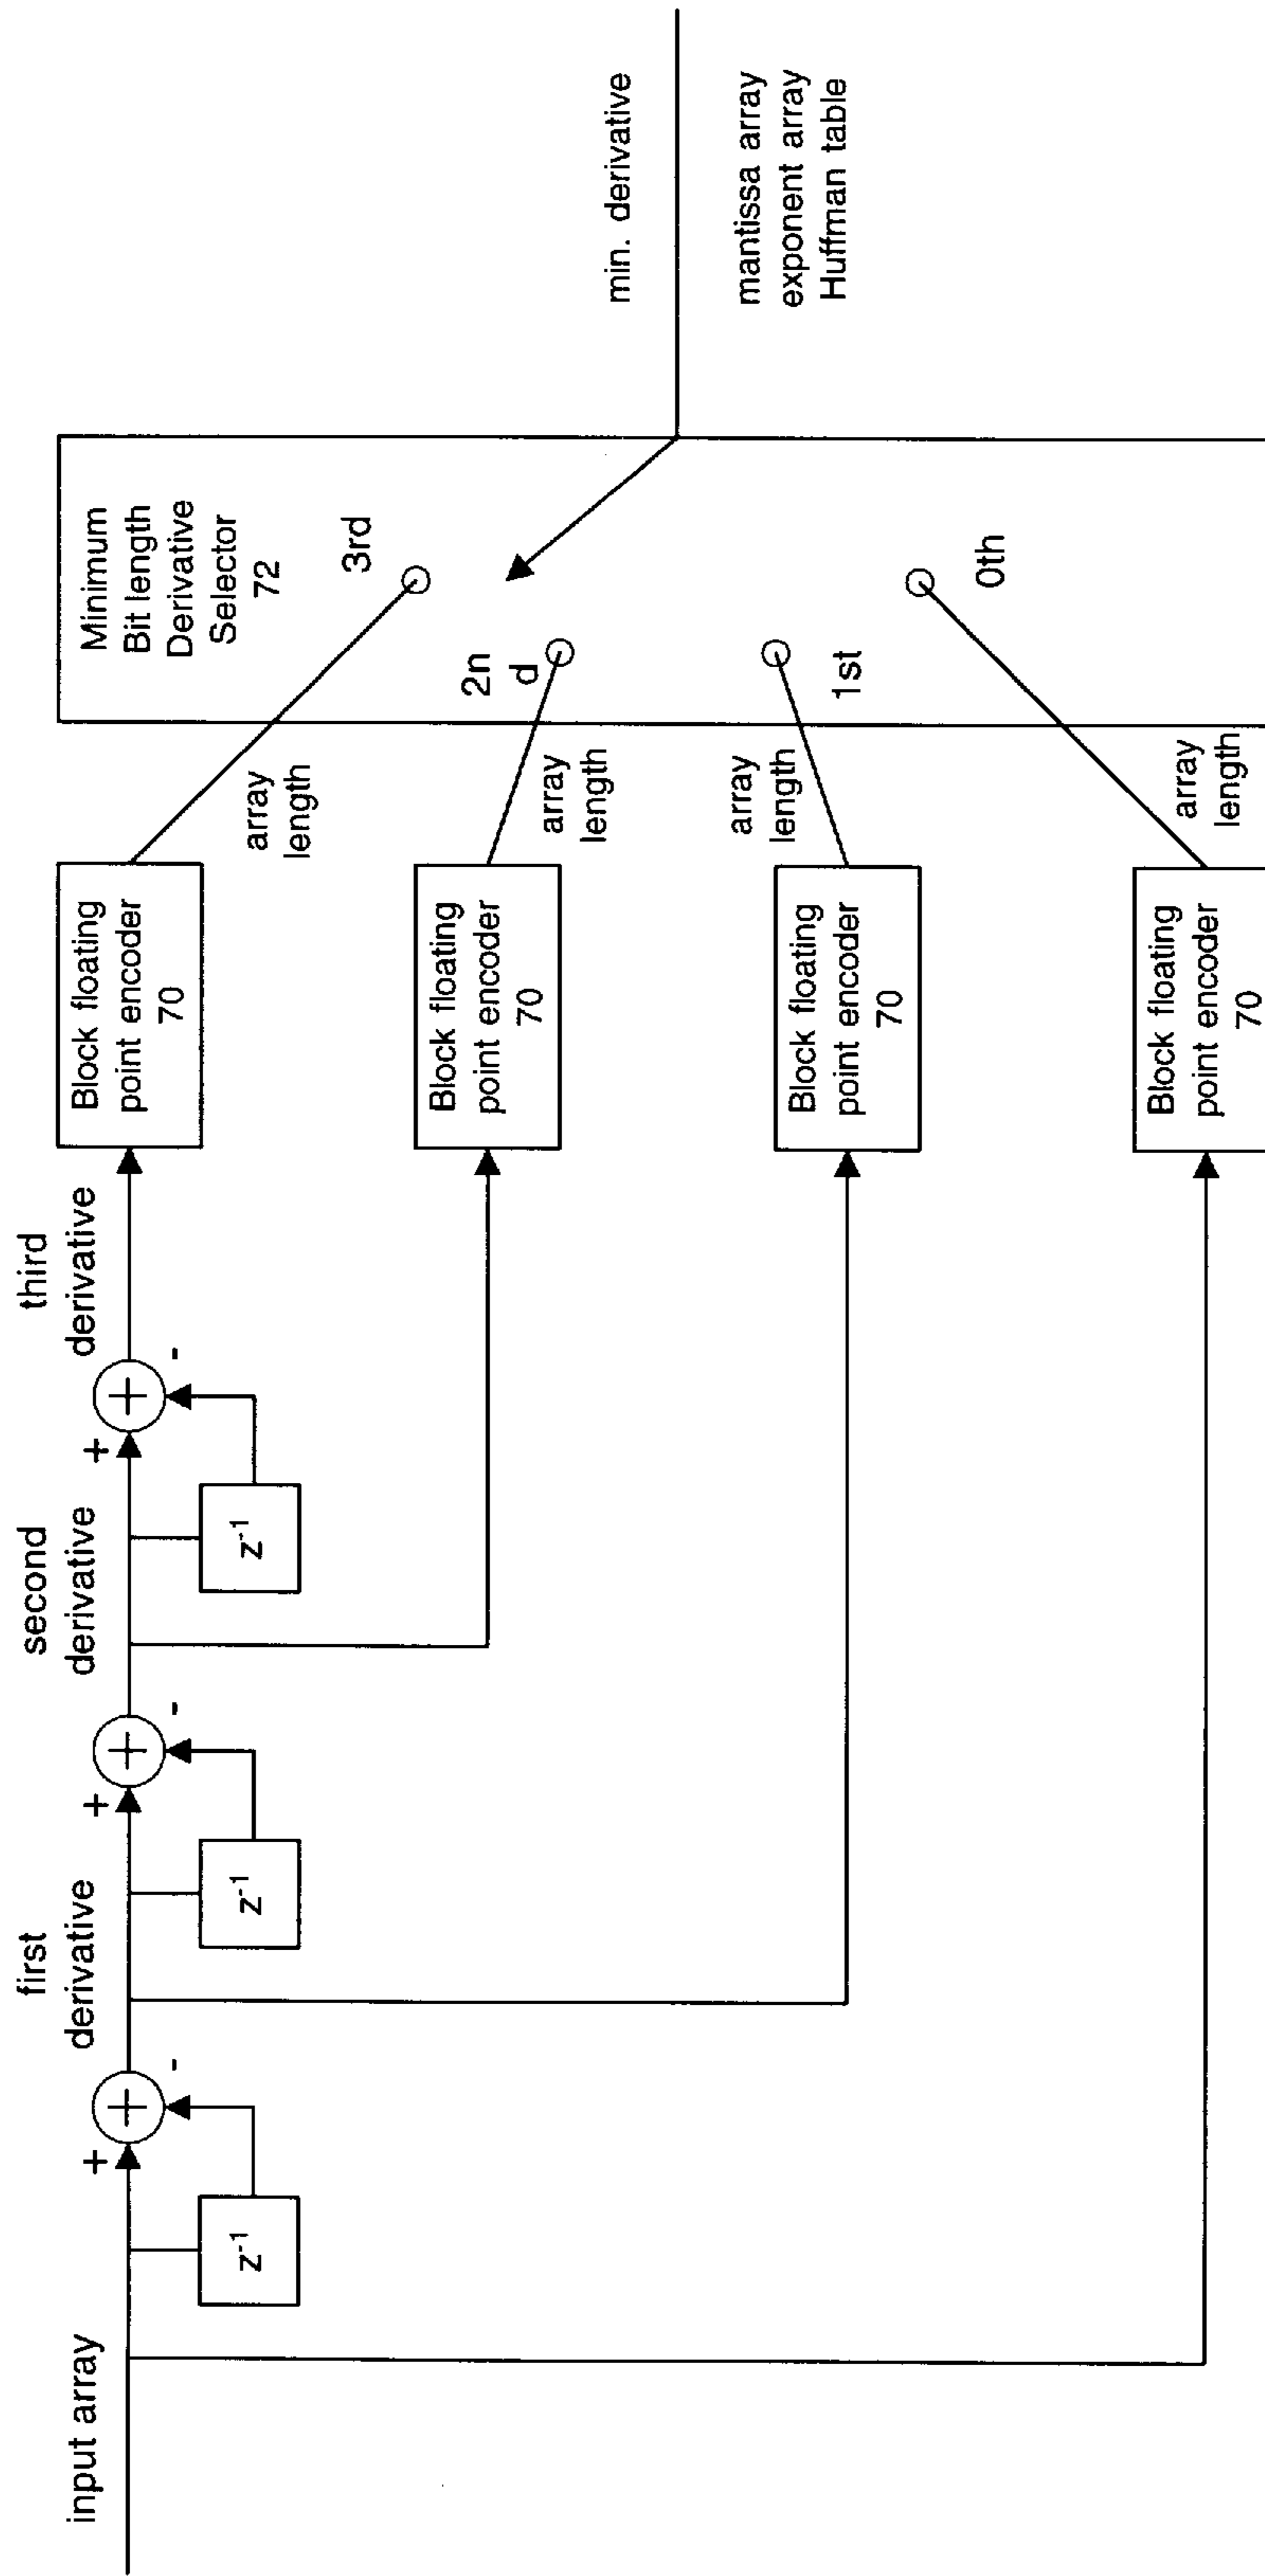 input array
+
-
z⁻¹
first
derivative
+
-
z⁻¹
second
derivative
+
-
z⁻¹
third
derivative
Block floating
point encoder
70
Block floating
point encoder
70
Block floating
point encoder
70
Block floating
point encoder
70
array
length
array
length
array
length
array
length
Minimum
Bit length
Derivative
Selector
72
3rd
2n
d
1st
0th
min. derivative
mantissa array
exponent array
Huffman table